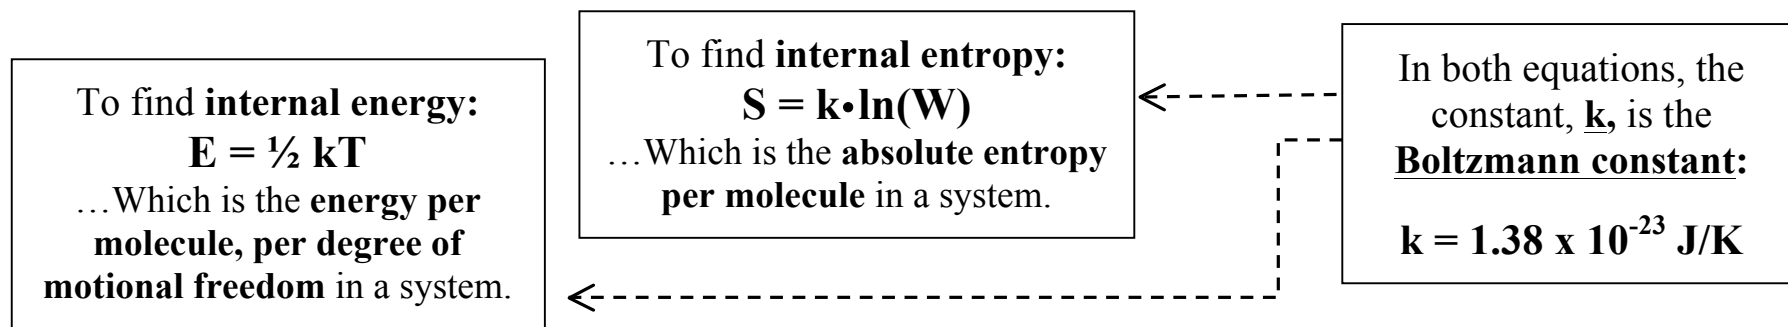 To find internal energy:
E = ½ kT
…Which is the energy per
molecule, per degree of
motional freedom in a system.
To find internal entropy:
S = k•ln(W)
…Which is the absolute entropy
per molecule in a system.
In both equations, the
constant, k, is the
Boltzmann constant:
k = 1.38 x 10⁻²³ J/K